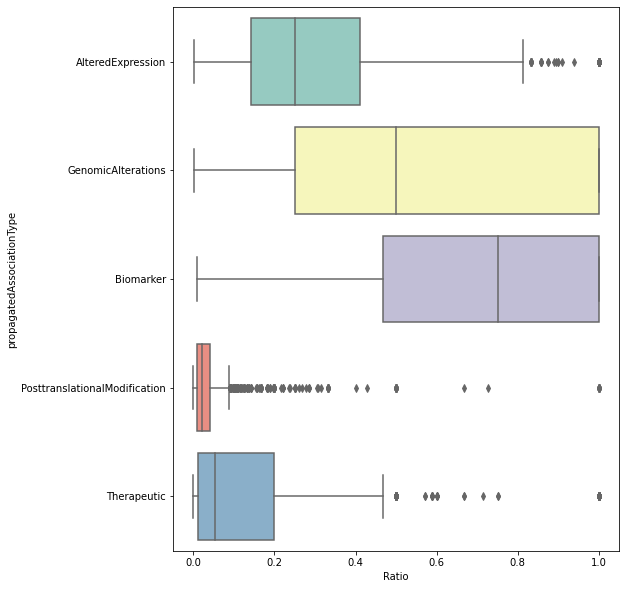 propagatedAssociationType
AlteredExpression
GenomicAlterations
Biomarker
PosttranslationalModification
Therapeutic
0.0 0.2 0.4 0.6 0.8 1.0
Ratio